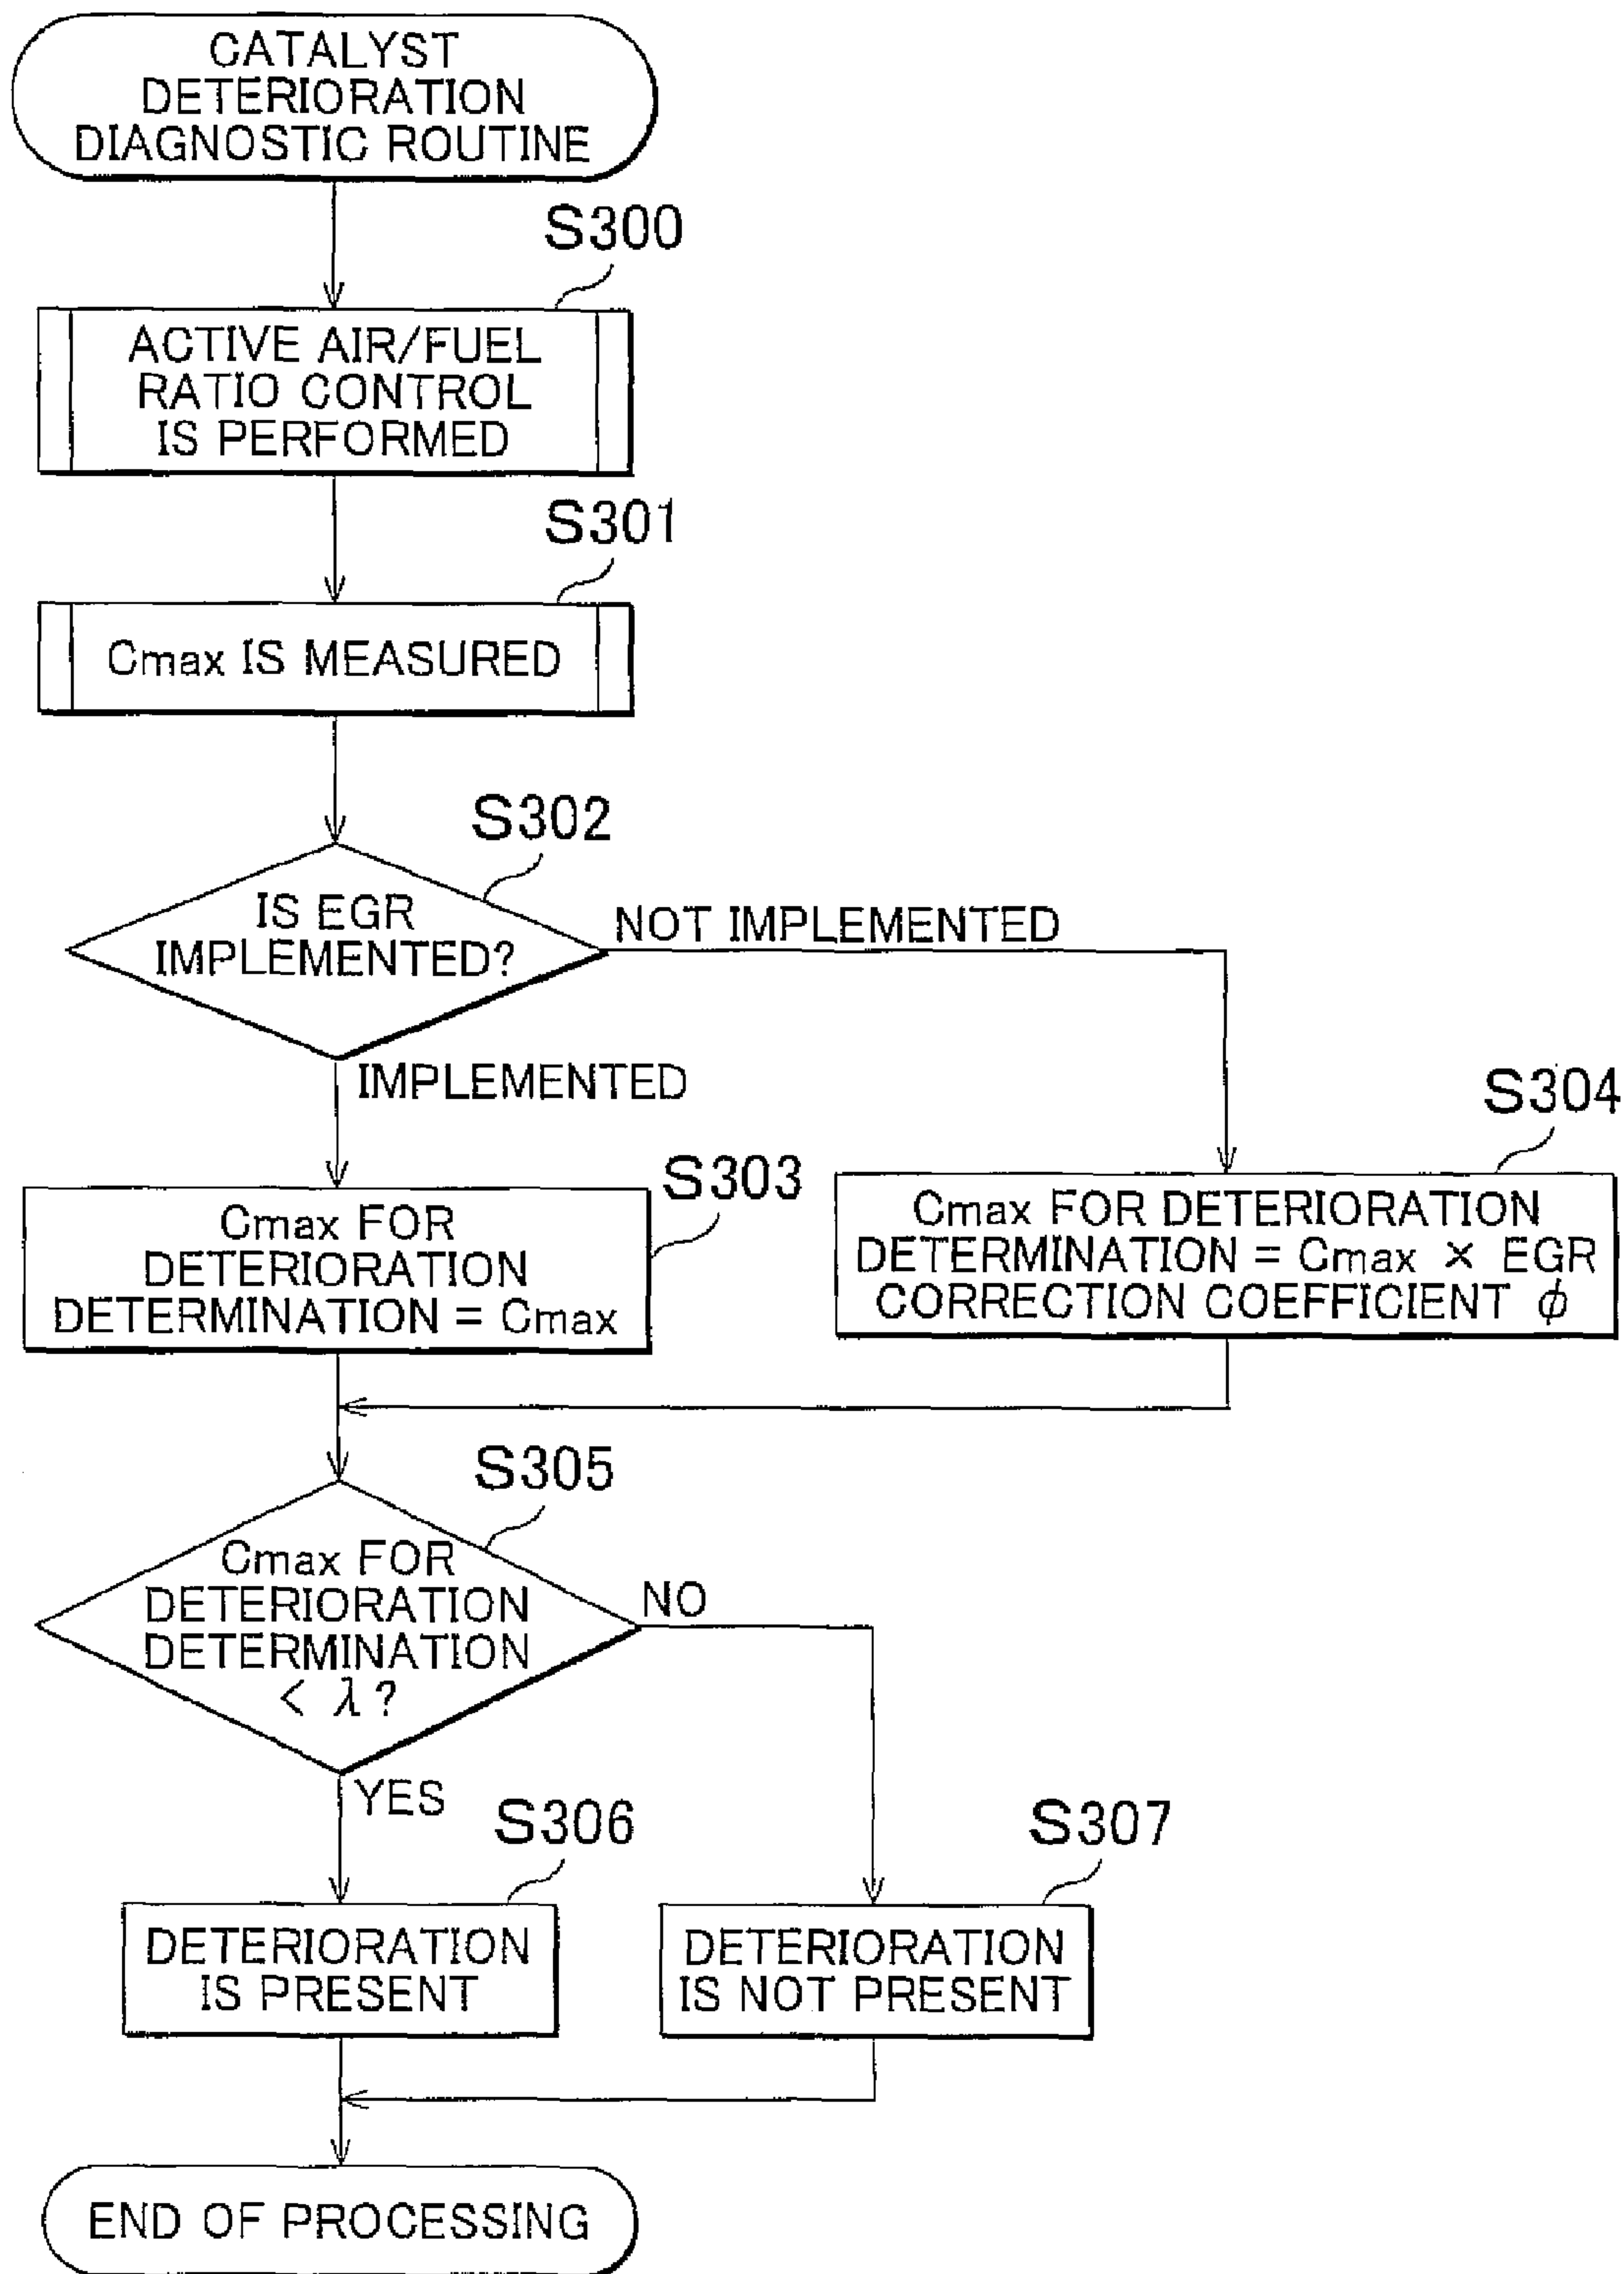 CATALYST
DETERIORATION
DIAGNOSTIC ROUTINE
S300
ACTIVE AIR/FUEL
RATIO CONTROL
IS PERFORMED
S301
Cmax IS MEASURED
S302
IS EGR
IMPLEMENTED?
NOT IMPLEMENTED
IMPLEMENTED
S304
S303
Cmax FOR
DETERIORATION
DETERMINATION = Cmax
Cmax FOR DETERIORATION
DETERMINATION = Cmax × EGR
CORRECTION COEFFICIENT ϕ
S305
Cmax FOR
DETERIORATION
DETERMINATION
< λ?
NO
YES
S306
S307
DETERIORATION
IS PRESENT
DETERIORATION
IS NOT PRESENT
END OF PROCESSING